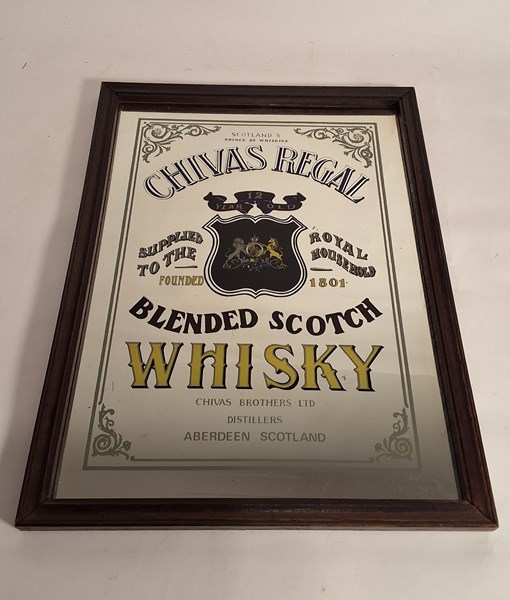 SCOTLAND'S
PRINCE OF WHISKIES
CHIVAS REGAL
12
YEAR OLD
SUPPLIED
TO THE
ROYAL
HOUSEHOLD
FOUNDED 1801
BLENDED SCOTCH
WHISKY
CHIVAS BROTHERS LTD
DISTILLERS
ABERDEEN SCOTLAND